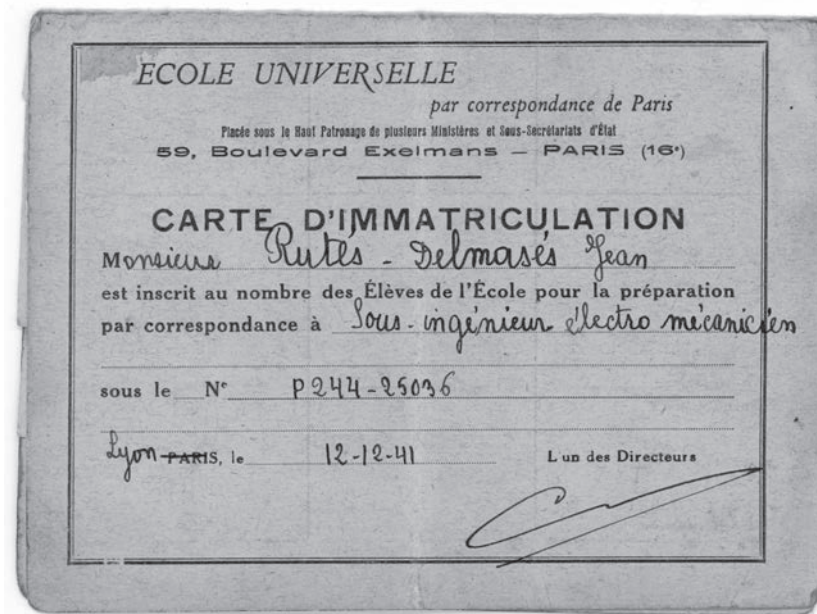 ECOLE UNIVERSELLE
par correspondance de Paris
Placée sous le Haut Patronage de plusieurs Ministères et Sous-Secrétariats d'État
59, Boulevard Exelmans — PARIS (16e)
CARTE D'IMMATRICULATION
Monsieur Rutés - Delmasés Jean
est inscrit au nombre des Élèves de l'École pour la préparation
par correspondance à Sous-ingénieur électro mécanicien
sous le No P244-25036
Lyon PARIS, le 12-12-41 L'un des Directeurs